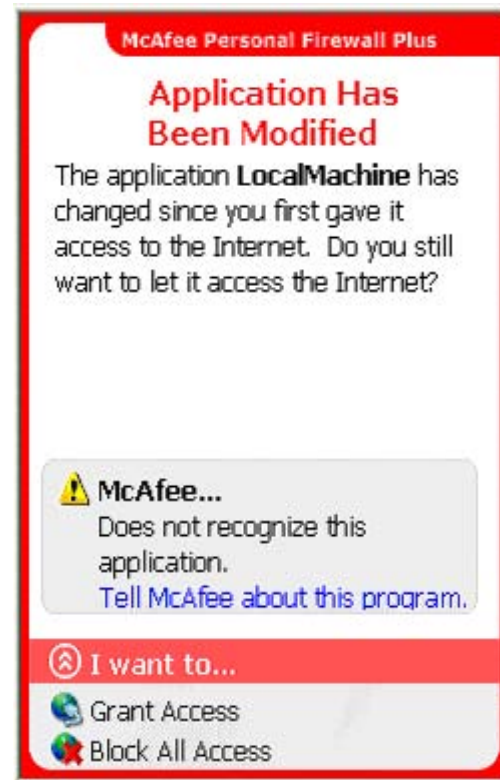 McAfee Personal Firewall Plus
Application Has
Been Modified
The application LocalMachine has
changed since you first gave it
access to the Internet. Do you still
want to let it access the Internet?
McAfee...
Does not recognize this
application.
Tell McAfee about this program.
I want to...
Grant Access
Block All Access